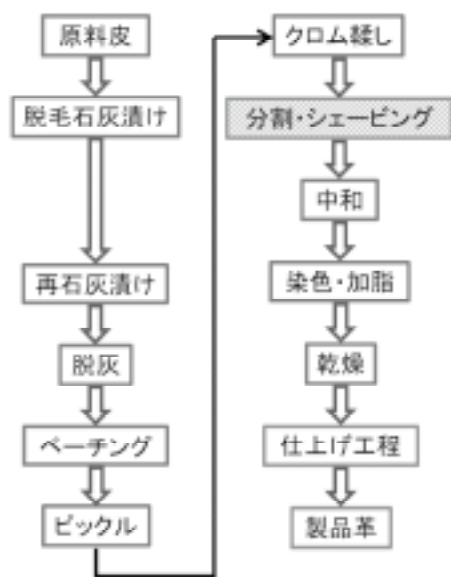 原料皮
脱毛石灰漬け
再石灰漬け
脱灰
ベーチング
ピックル
クロム鞣し
分割・シェービング
中和
染色・加脂
乾燥
仕上げ工程
製品革